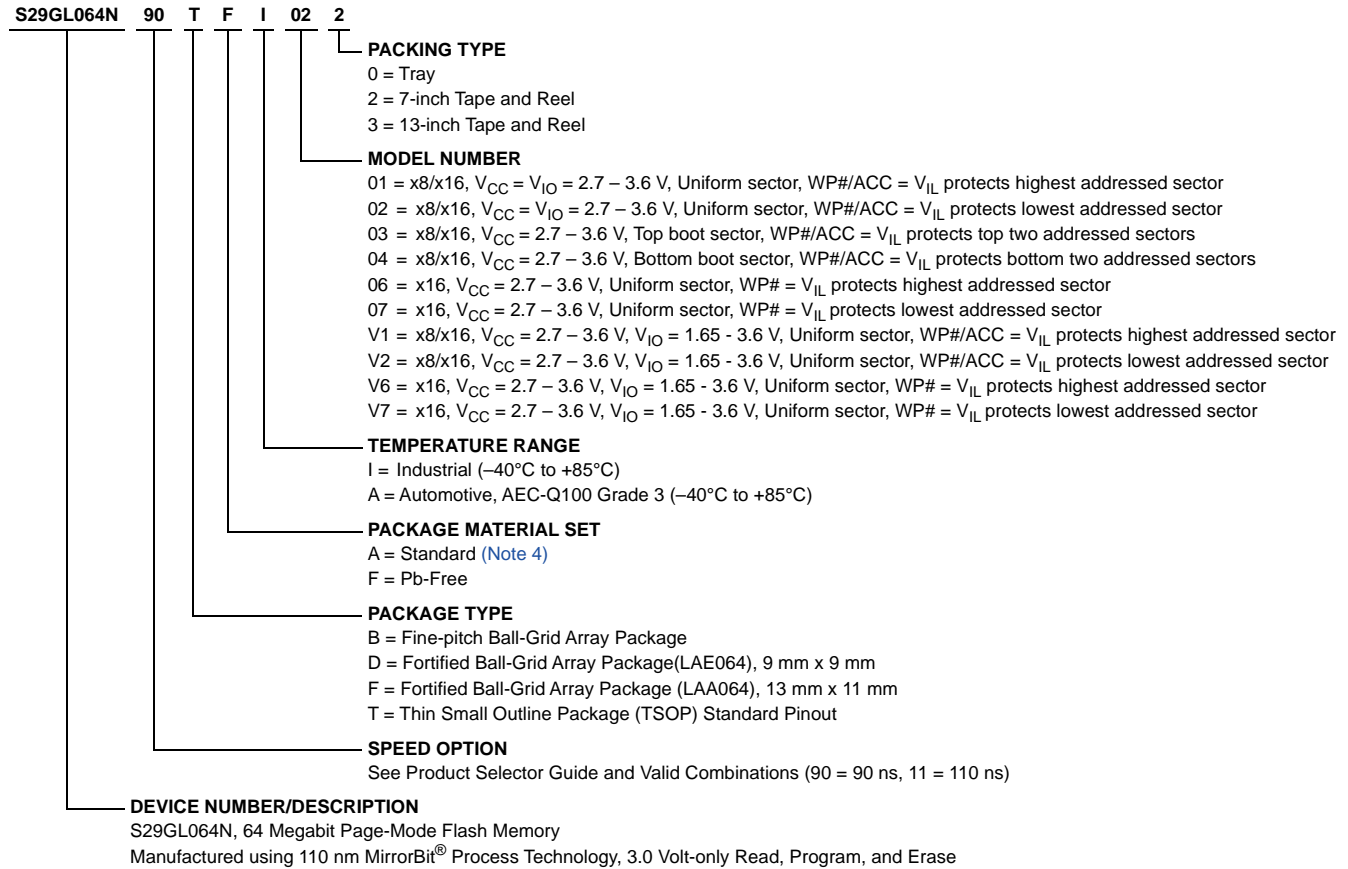 S29GL064N 90 T F I 02 2
PACKING TYPE
0 = Tray
2 = 7-inch Tape and Reel
3 = 13-inch Tape and Reel
MODEL NUMBER
01 = x8/x16, VCC = VIO = 2.7 – 3.6 V, Uniform sector, WP#/ACC = VIL protects highest addressed sector
02 = x8/x16, VCC = VIO = 2.7 – 3.6 V, Uniform sector, WP#/ACC = VIL protects lowest addressed sector
03 = x8/x16, VCC = 2.7 – 3.6 V, Top boot sector, WP#/ACC = VIL protects top two addressed sectors
04 = x8/x16, VCC = 2.7 – 3.6 V, Bottom boot sector, WP#/ACC = VIL protects bottom two addressed sectors
06 = x16, VCC = 2.7 – 3.6 V, Uniform sector, WP# = VIL protects highest addressed sector
07 = x16, VCC = 2.7 – 3.6 V, Uniform sector, WP# = VIL protects lowest addressed sector
V1 = x8/x16, VCC = 2.7 – 3.6 V, VIO = 1.65 - 3.6 V, Uniform sector, WP#/ACC = VIL protects highest addressed sector
V2 = x8/x16, VCC = 2.7 – 3.6 V, VIO = 1.65 - 3.6 V, Uniform sector, WP#/ACC = VIL protects lowest addressed sector
V6 = x16, VCC = 2.7 – 3.6 V, VIO = 1.65 - 3.6 V, Uniform sector, WP# = VIL protects highest addressed sector
V7 = x16, VCC = 2.7 – 3.6 V, VIO = 1.65 - 3.6 V, Uniform sector, WP# = VIL protects lowest addressed sector
TEMPERATURE RANGE
I = Industrial (–40°C to +85°C)
A = Automotive, AEC-Q100 Grade 3 (–40°C to +85°C)
PACKAGE MATERIAL SET
A = Standard (Note 4)
F = Pb-Free
PACKAGE TYPE
B = Fine-pitch Ball-Grid Array Package
D = Fortified Ball-Grid Array Package(LAE064), 9 mm x 9 mm
F = Fortified Ball-Grid Array Package (LAA064), 13 mm x 11 mm
T = Thin Small Outline Package (TSOP) Standard Pinout
SPEED OPTION
See Product Selector Guide and Valid Combinations (90 = 90 ns, 11 = 110 ns)
DEVICE NUMBER/DESCRIPTION
S29GL064N, 64 Megabit Page-Mode Flash Memory
Manufactured using 110 nm MirrorBit® Process Technology, 3.0 Volt-only Read, Program, and Erase